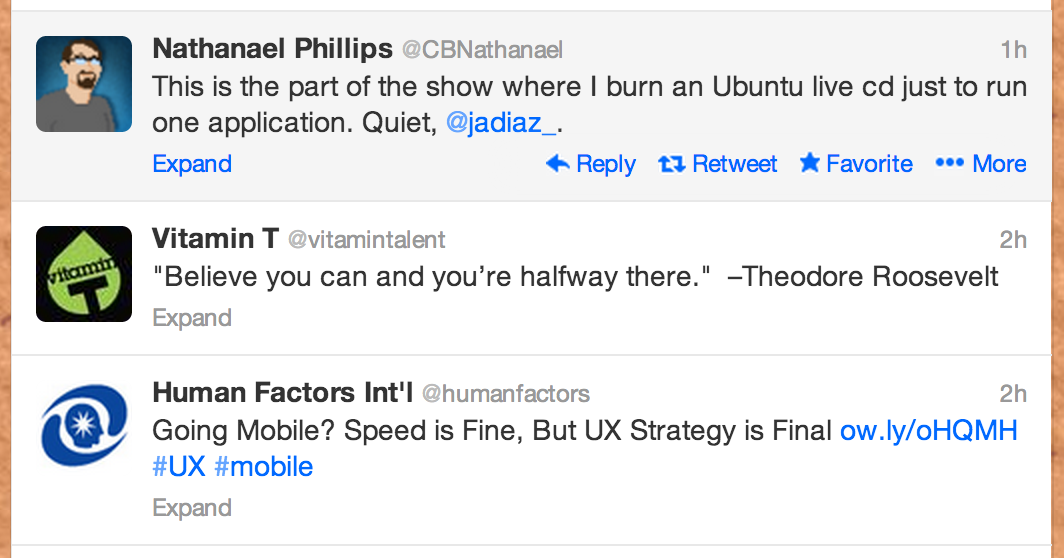 Nathanael Phillips @CBNathanael 1h
This is the part of the show where I burn an Ubuntu live cd just to run
one application. Quiet, @jadiaz_.
Expand Reply Retweet Favorite More
Vitamin T @vitamintalent 2h
vitamin
T
"Believe you can and you’re halfway there."  –Theodore Roosevelt
Expand
Human Factors Int'l @humanfactors 2h
Going Mobile? Speed is Fine, But UX Strategy is Final ow.ly/oHQMH
#UX #mobile
Expand